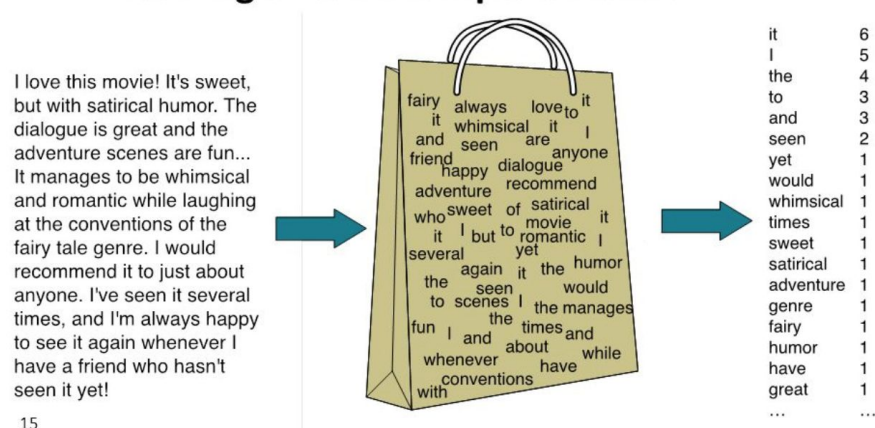 I love this movie! It's sweet,
but with satirical humor. The
dialogue is great and the
adventure scenes are fun...
It manages to be whimsical
and romantic while laughing
at the conventions of the
fairy tale genre. I would
recommend it to just about
anyone. I've seen it several
times, and I'm always happy
to see it again whenever I
have a friend who hasn't
seen it yet!
15
fairy always love to it
it whimsical it I
and seen are
anyone
friend happy dialogue
adventure recommend
who sweet of satirical
it I but to movie it
romantic I
several yet
again it the humor
the seen would
to scenes I the manages
fun the times and
I and about while
whenever have
conventions
with
it 6
I 5
the 4
to 3
and 3
seen 2
yet 1
would 1
whimsical 1
times 1
sweet 1
satirical 1
adventure 1
genre 1
fairy 1
humor 1
have 1
great 1
... ...